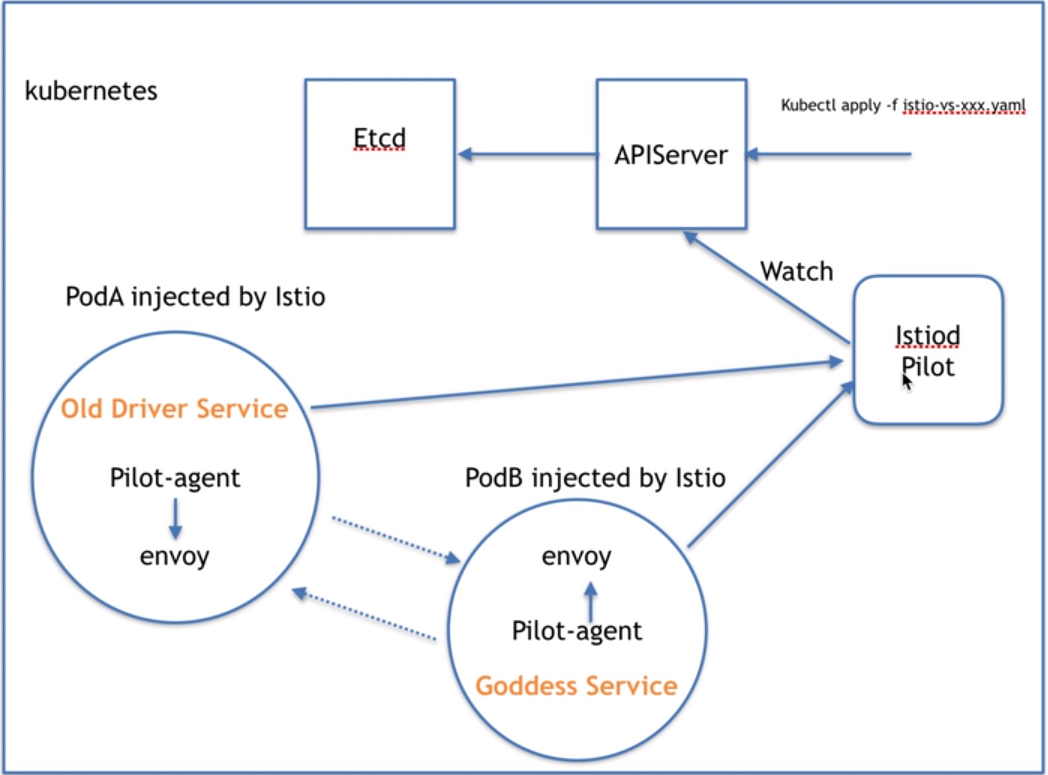 kubernetes
Etcd
APIServer
Kubectl apply -f istio-vs-xxx.yaml
Watch
PodA injected by Istio
Istiod
Pilot
Old Driver Service
Pilot-agent
envoy
PodB injected by Istio
envoy
Pilot-agent
Goddess Service